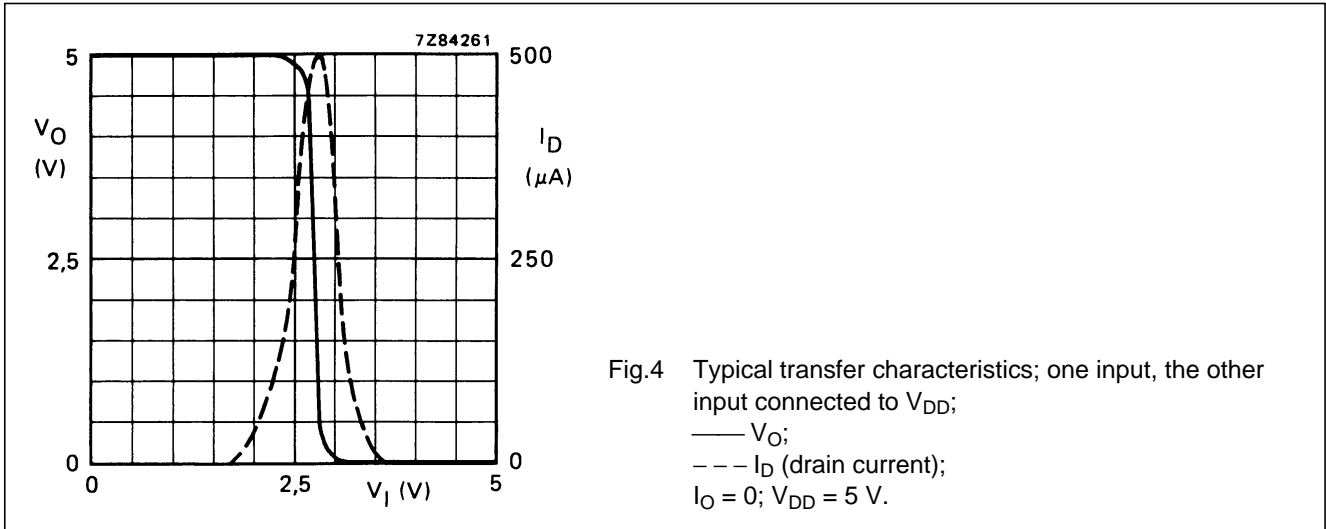 7Z84261
5
500
V_O
(V)
I_D
(μA)
2,5
250
0
0
0
2,5
V_I (V)
5
Fig.4 Typical transfer characteristics; one input, the other
input connected to V_DD;
—— V_O;
– – – I_D (drain current);
I_O = 0; V_DD = 5 V.